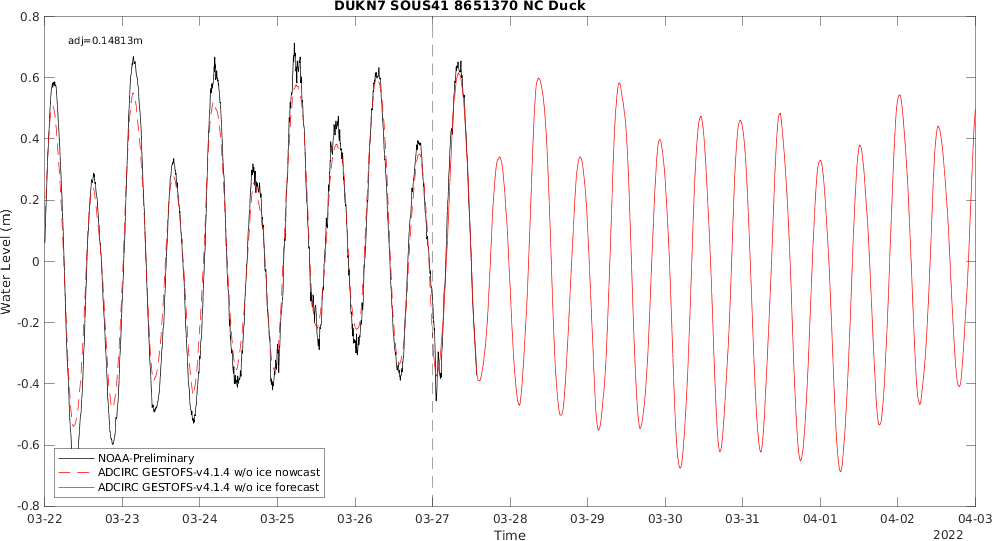 DUKN7 SOUS41 8651370 NC Duck
adj=0.14813m
0.8
0.6
0.4
0.2
0
-0.2
-0.4
-0.6
-0.8
Water Level (m)
NOAA-Preliminary
ADCIRC GESTOFS-v4.1.4 w/o ice nowcast
ADCIRC GESTOFS-v4.1.4 w/o ice forecast
03-22 03-23 03-24 03-25 03-26 03-27 03-28 03-29 03-30 03-31 04-01 04-02 04-03
Time
2022